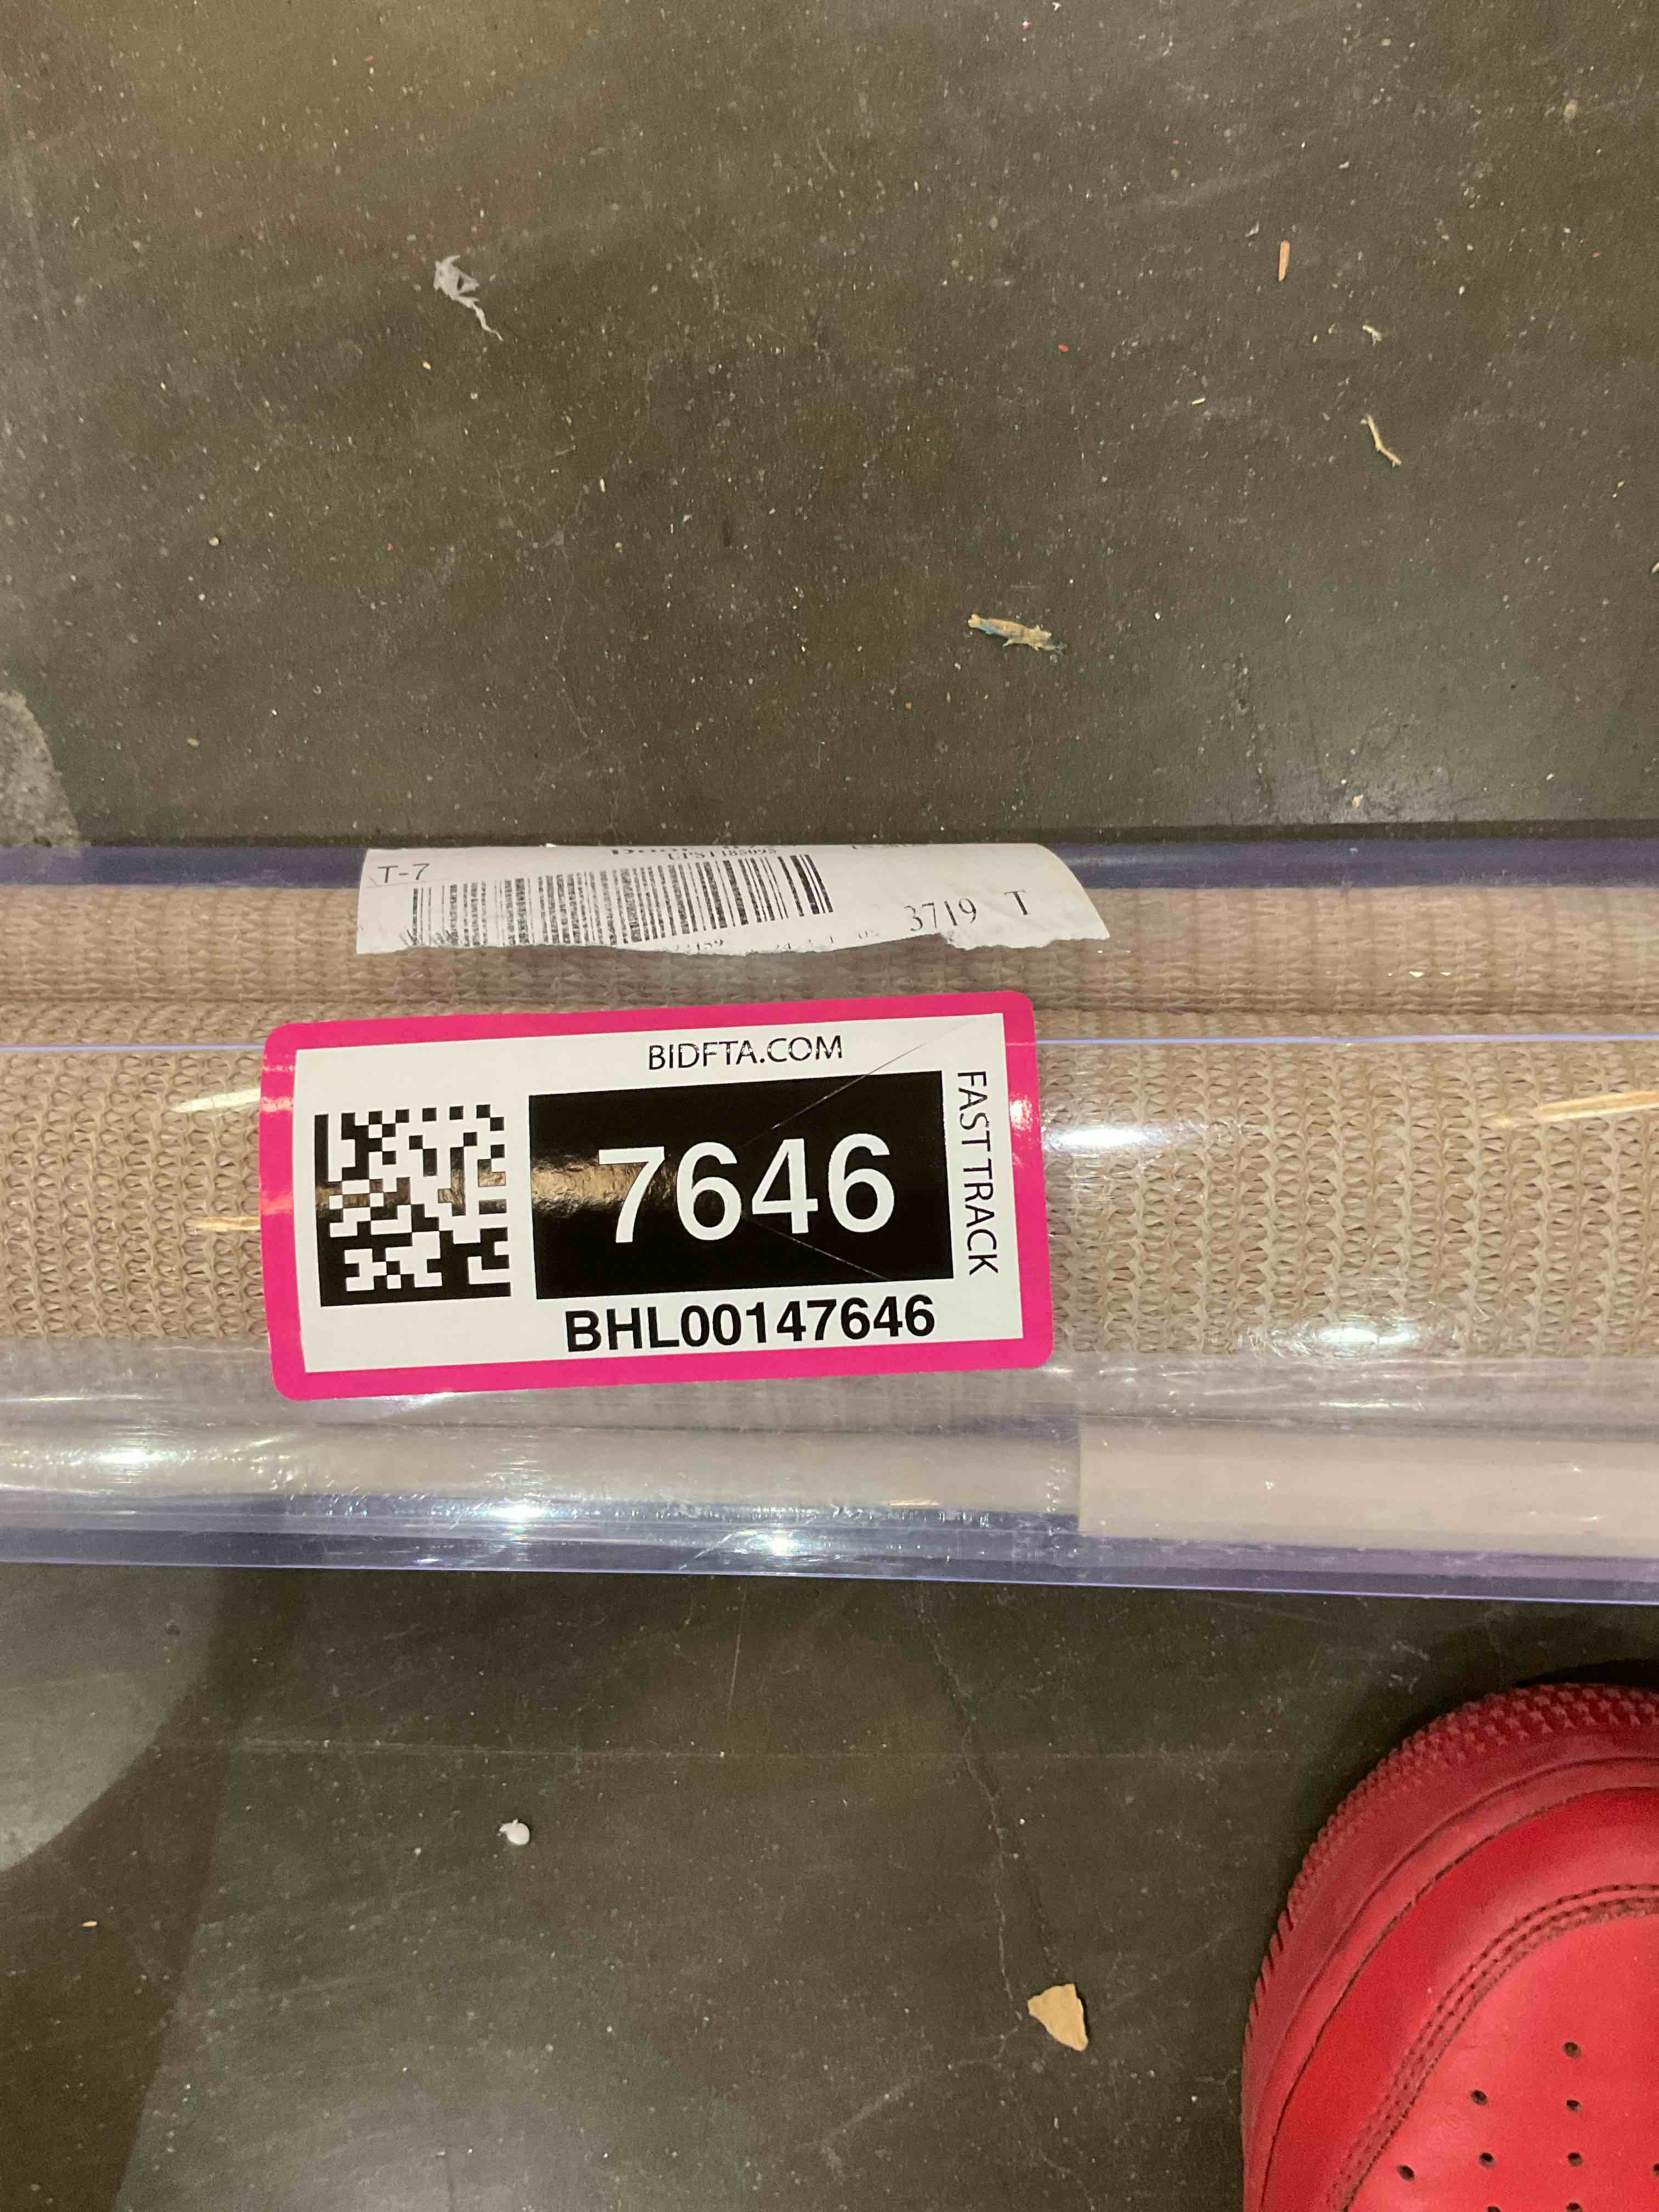 T-7
3719 T
BIDFTA.COM
7646
FAST TRACK
BHL00147646